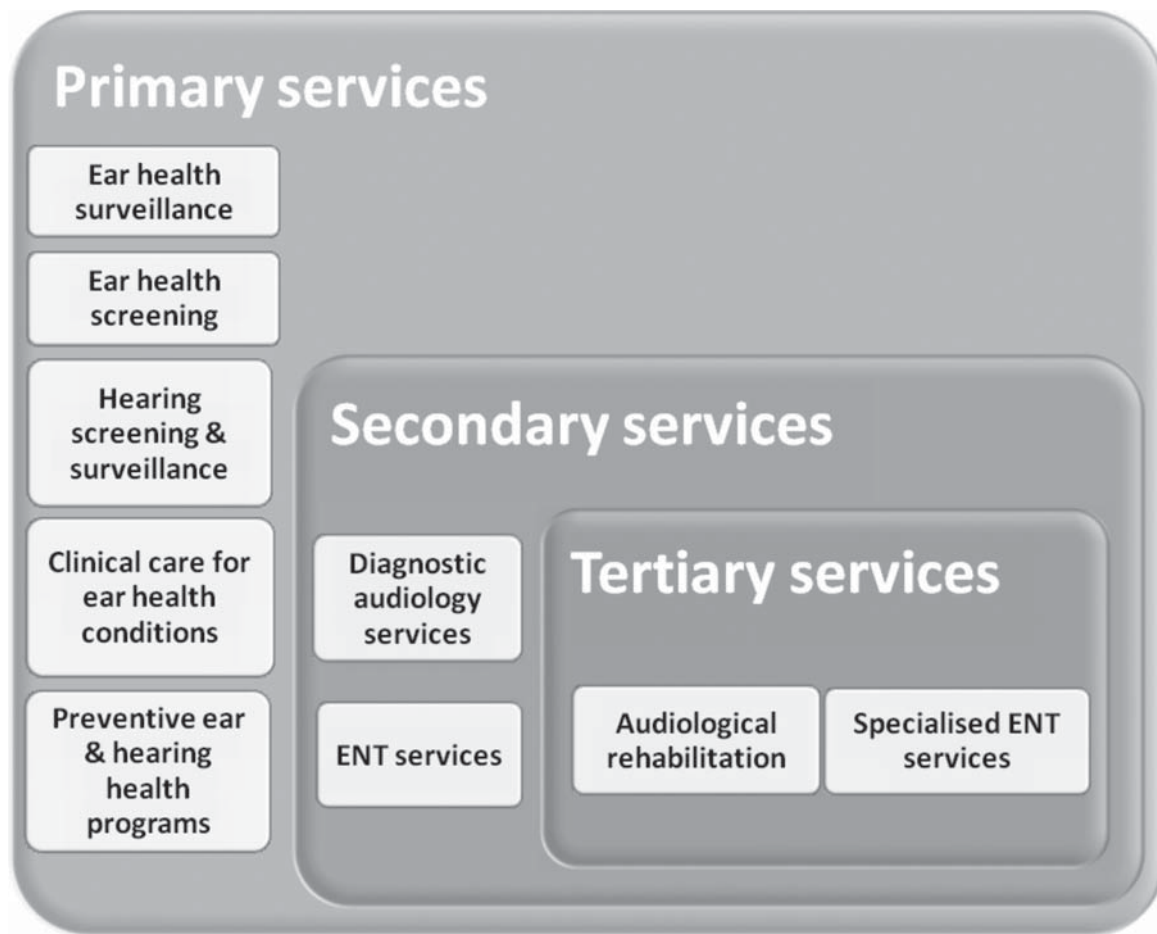 Primary services
Ear health
surveillance
Ear health
screening
Hearing
screening &
surveillance
Clinical care for
ear health
conditions
Preventive ear
& hearing
health
programs
Secondary services
Diagnostic
audiology
services
ENT services
Tertiary services
Audiological
rehabilitation
Specialised ENT
services